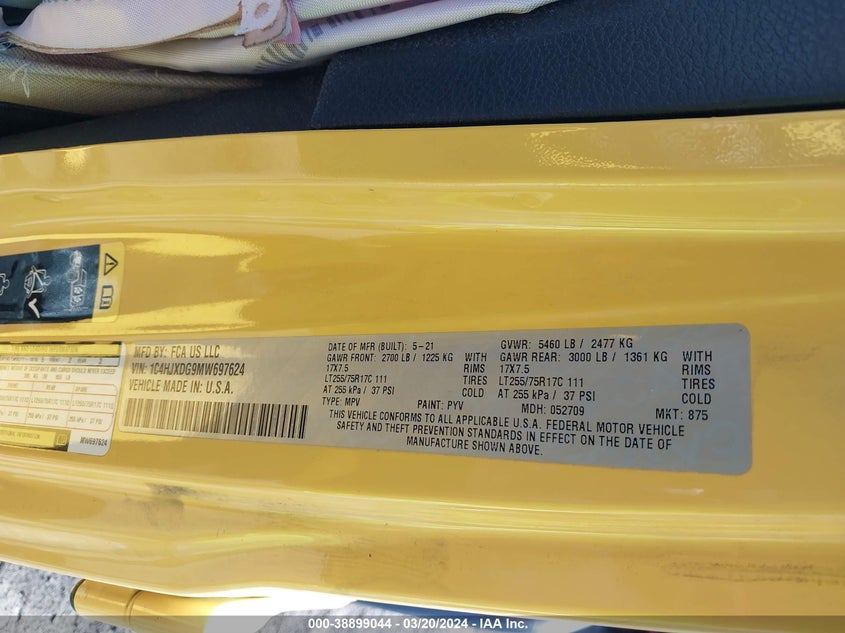 MFD BY: FCA US LLC
VIN: 1C4HJXDG9MW697624
VEHICLE MADE IN U.S.A.
DATE OF MFR (BUILT): 5-21 GVWR: 5460 LB / 2477 KG
GAWR FRONT: 2700 LB / 1225 KG WITH GAWR REAR: 3000 LB / 1361 KG WITH
17X7.5 RIMS 17X7.5 RIMS
LT255/75R17C 111 TIRES LT255/75R17C 111 TIRES
AT 255 kPa / 37 PSI COLD AT 255 kPa / 37 PSI COLD
TYPE: MPV PAINT: PYV MDH: 052709 MKT: 875
THIS VEHICLE CONFORMS TO ALL APPLICABLE U.S.A. FEDERAL MOTOR VEHICLE
SAFETY AND THEFT PREVENTION STANDARDS IN EFFECT ON THE DATE OF
MANUFACTURE SHOWN ABOVE.
MW697624
000-38899044 / 03/20/2024 - IAA Inc.